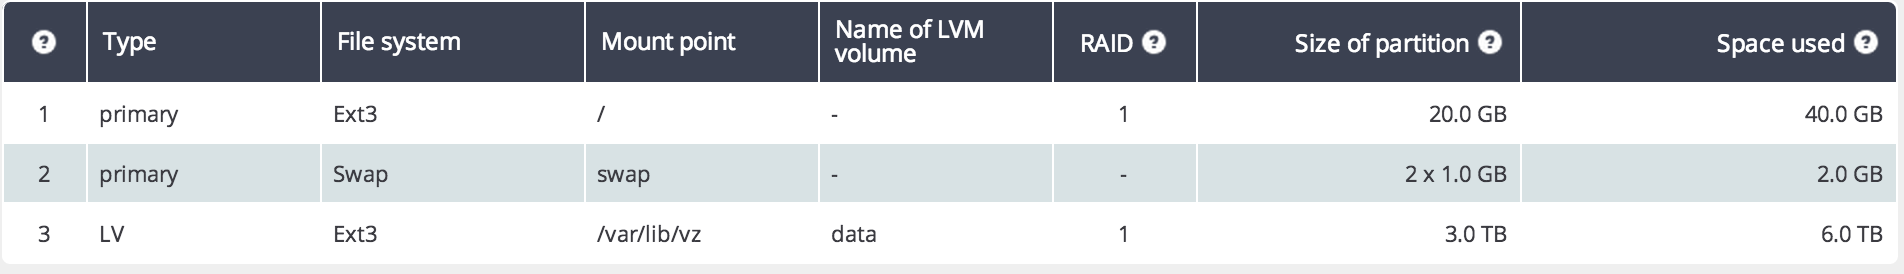 ? Type File system Mount point Name of LVM volume RAID ? Size of partition ? Space used ?
1 primary Ext3 / - 1 20.0 GB 40.0 GB
2 primary Swap swap - - 2 x 1.0 GB 2.0 GB
3 LV Ext3 /var/lib/vz data 1 3.0 TB 6.0 TB